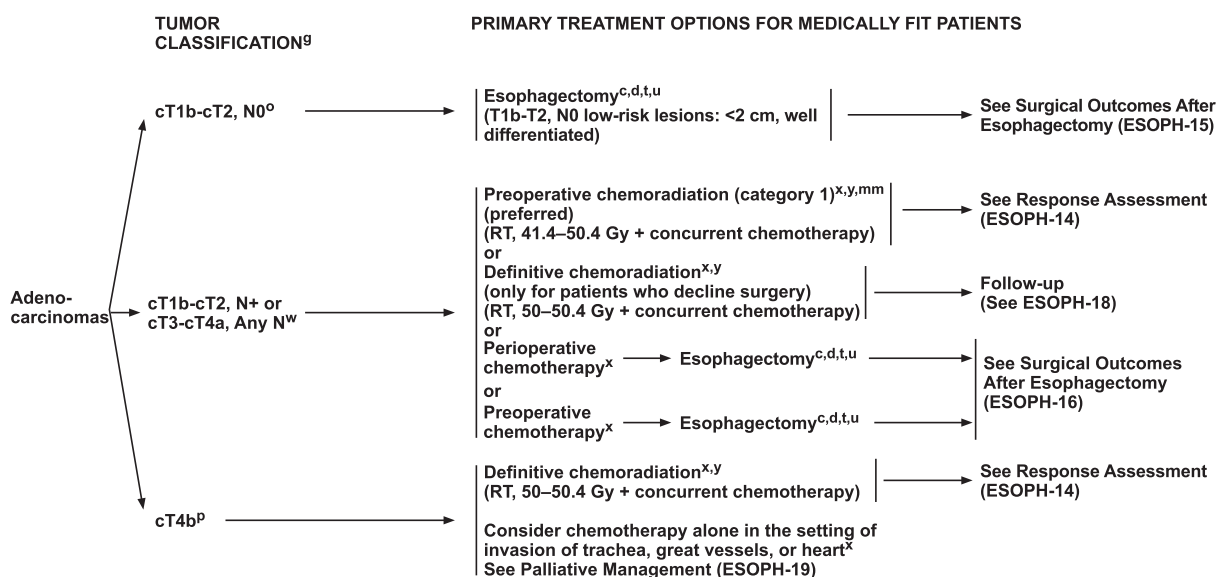 TUMOR
CLASSIFICATIONg
PRIMARY TREATMENT OPTIONS FOR MEDICALLY FIT PATIENTS
Adeno-
carcinomas
cT1b-cT2, N0o
Esophagectomyc,d,t,u
(T1b-T2, N0 low-risk lesions: <2 cm, well
differentiated)
See Surgical Outcomes After
Esophagectomy (ESOPH-15)
cT1b-cT2, N+ or
cT3-cT4a, Any Nw
Preoperative chemoradiation (category 1)x,y,mm
(preferred)
(RT, 41.4–50.4 Gy + concurrent chemotherapy)
See Response Assessment
(ESOPH-14)
or
Definitive chemoradiationx,y
(only for patients who decline surgery)
(RT, 50–50.4 Gy + concurrent chemotherapy)
Follow-up
(See ESOPH-18)
or
Perioperative
chemotherapyx
Esophagectomyc,d,t,u
or
Preoperative
chemotherapyx
Esophagectomyc,d,t,u
See Surgical Outcomes
After Esophagectomy
(ESOPH-16)
cT4bp
Definitive chemoradiationx,y
(RT, 50–50.4 Gy + concurrent chemotherapy)
See Response Assessment
(ESOPH-14)
Consider chemotherapy alone in the setting of
invasion of trachea, great vessels, or heartx
See Palliative Management (ESOPH-19)